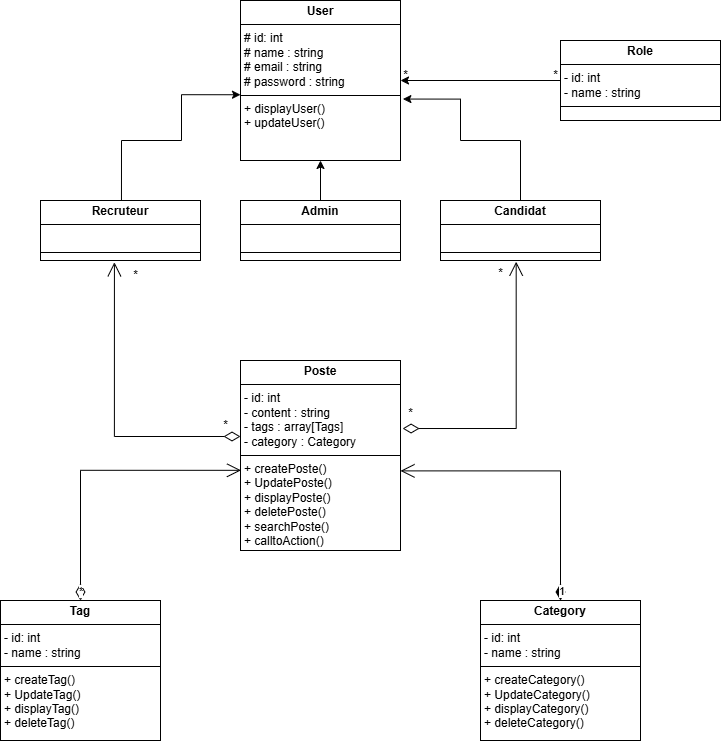 User
# id: int
# name : string
# email : string
# password : string
+ displayUser()
+ updateUser()
Role
- id: int
- name : string
*
*
Recruteur
Admin
Candidat
*
*
Poste
- id: int
- content : string
- tags : array[Tags]
- category : Category
+ createPoste()
+ UpdatePoste()
+ displayPoste()
+ deletePoste()
+ searchPoste()
+ calltoAction()
*
*
*
1
Tag
- id: int
- name : string
+ createTag()
+ UpdateTag()
+ displayTag()
+ deleteTag()
Category
- id: int
- name : string
+ createCategory()
+ UpdateCategory()
+ displayCategory()
+ deleteCategory()